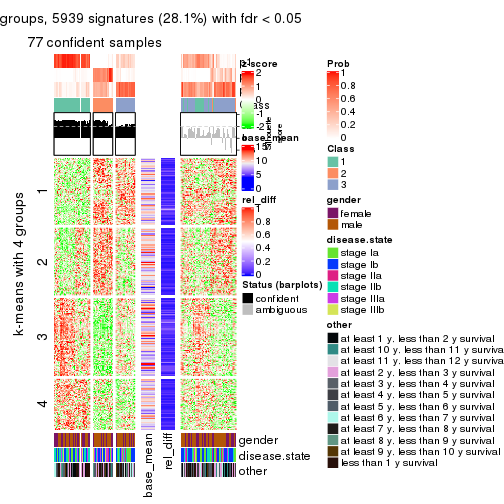 groups, 5939 signatures (28.1%) with fdr < 0.05
77 confident samples
k-means with 4 groups
1
2
3
4
z-score
2
1
0
-1
-2
Class
Silhouette
score
base_mean
15
10
5
0
rel_diff
1
0.8
0.6
0.4
0.2
0
Status (barplots)
confident
ambiguous
gender
disease.state
other
base_mean
rel_diff
Prob
1
0.8
0.6
0.4
0.2
0
Class
1
2
3
gender
female
male
disease.state
stage Ia
stage Ib
stage IIa
stage IIb
stage IIIa
stage IIIb
other
at least 1 y. less than 2 y survival
at least 10 y. less than 11 y surviva
at least 11 y. less than 12 y surviva
at least 2 y. less than 3 y survival
at least 3 y. less than 4 y survival
at least 4 y. less than 5 y survival
at least 5 y. less than 6 y survival
at least 6 y. less than 7 y survival
at least 7 y. less than 8 y survival
at least 8 y. less than 9 y survival
at least 9 y. less than 10 y survival
less than 1 y survival